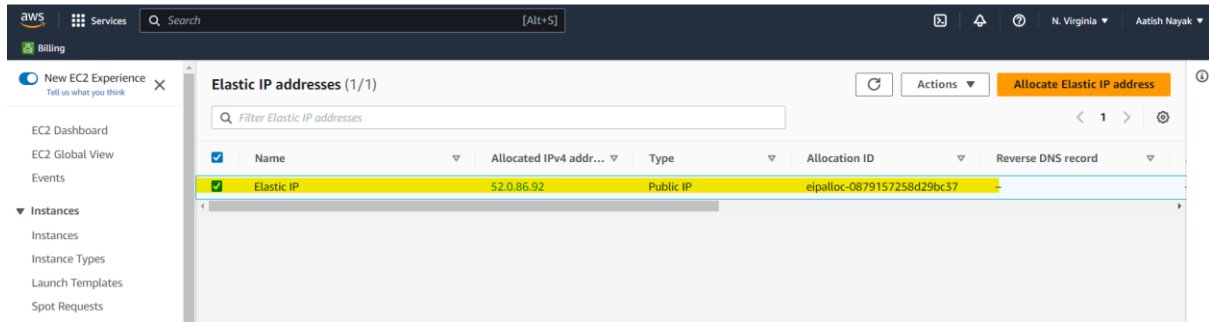 aws Services Search [Alt+S] N. Virginia Aatish Nayak
Billing
New EC2 Experience
Tell us what you think
EC2 Dashboard
EC2 Global View
Events
Instances
Instances
Instance Types
Launch Templates
Spot Requests
Elastic IP addresses (1/1) Actions Allocate Elastic IP address
Filter Elastic IP addresses 1
Name Allocated IPv4 addr... Type Allocation ID Reverse DNS record
Elastic IP 52.0.86.92 Public IP eipalloc-0879157258d29bc37 –